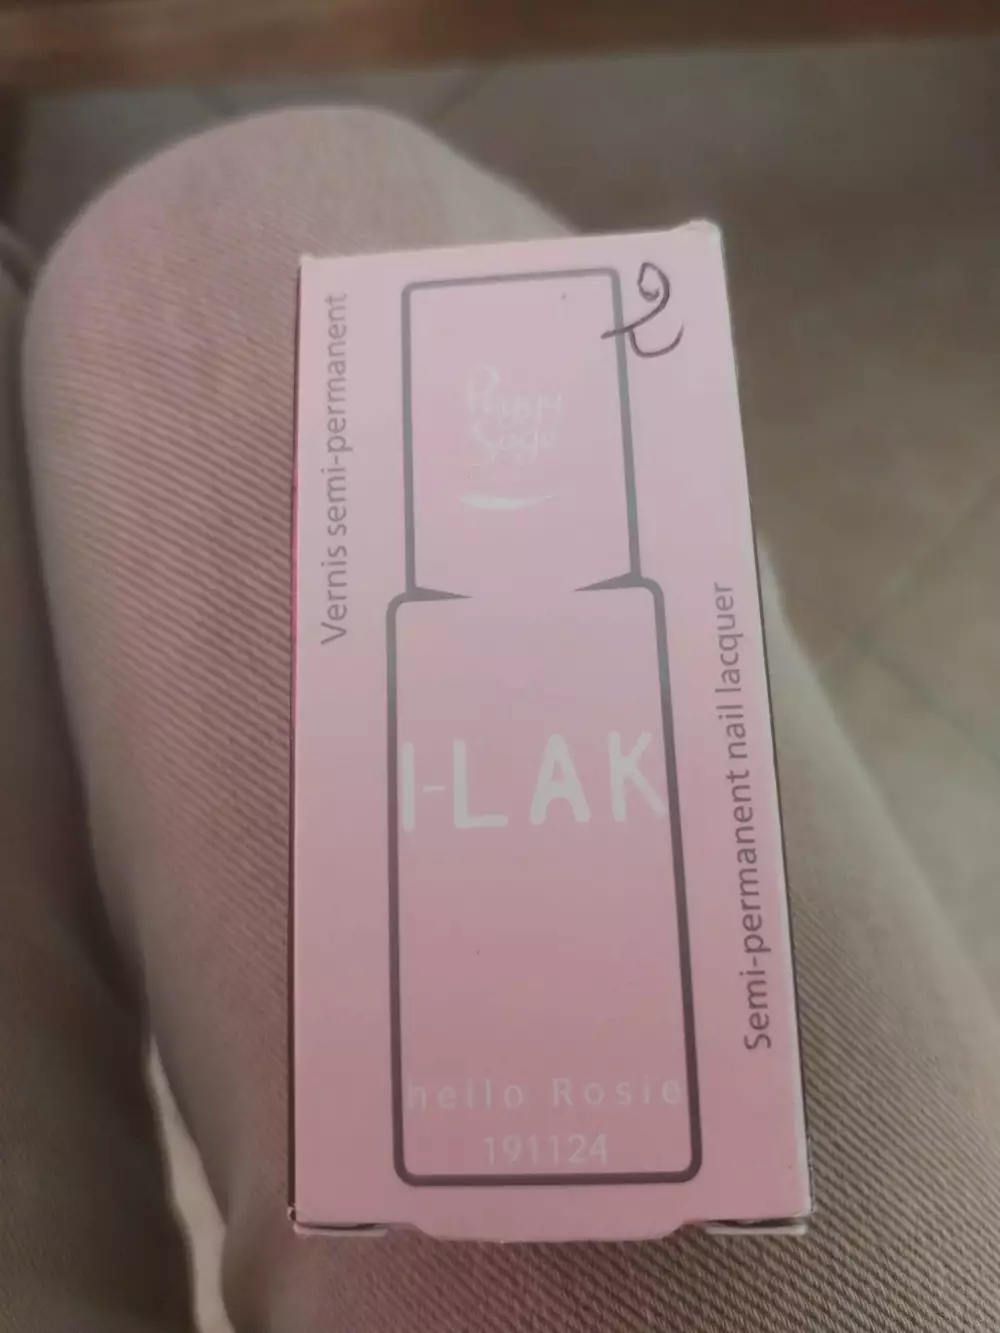 Vernis semi-permanent
Peggy
Sage
I-LAK
hello Rosie
191124
Semi-permanent nail lacquer